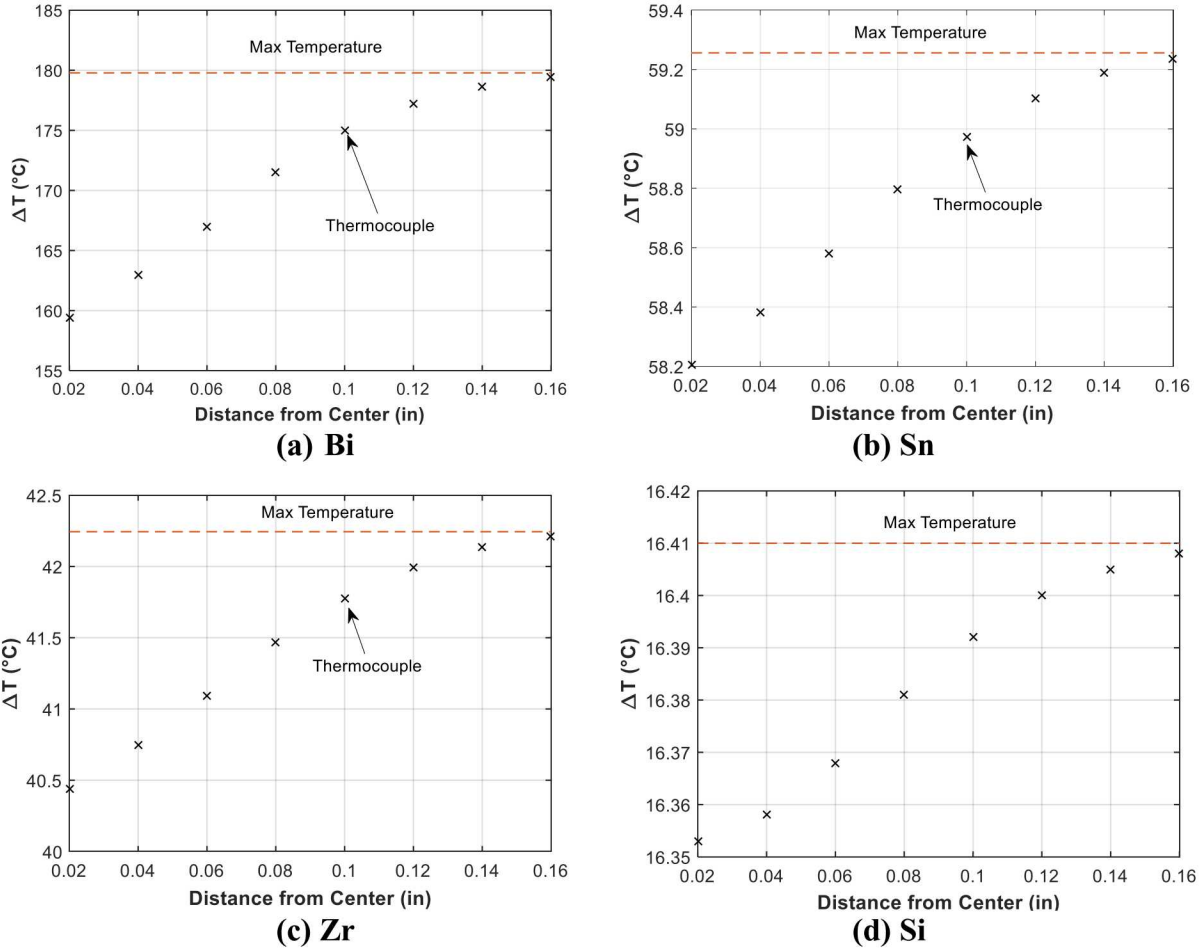 185
180
175
170
165
160
155
ΔT (°C)
Max Temperature
Thermocouple
0.02 0.04 0.06 0.08 0.1 0.12 0.14 0.16
Distance from Center (in)
(a) Bi
59.4
59.2
59
58.8
58.6
58.4
58.2
ΔT (°C)
Max Temperature
Thermocouple
0.02 0.04 0.06 0.08 0.1 0.12 0.14 0.16
Distance from Center (in)
(b) Sn
42.5
42
41.5
41
40.5
40
ΔT (°C)
Max Temperature
Thermocouple
0.02 0.04 0.06 0.08 0.1 0.12 0.14 0.16
Distance from Center (in)
(c) Zr
16.42
16.41
16.4
16.39
16.38
16.37
16.36
16.35
ΔT (°C)
Max Temperature
0.02 0.04 0.06 0.08 0.1 0.12 0.14 0.16
Distance from Center (in)
(d) Si